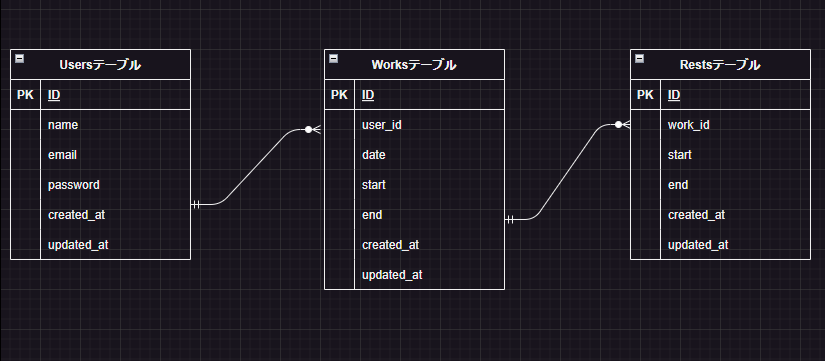 Usersテーブル
PK ID
name
email
password
created_at
updated_at
Worksテーブル
PK ID
user_id
date
start
end
created_at
updated_at
Restsテーブル
PK ID
work_id
start
end
created_at
updated_at